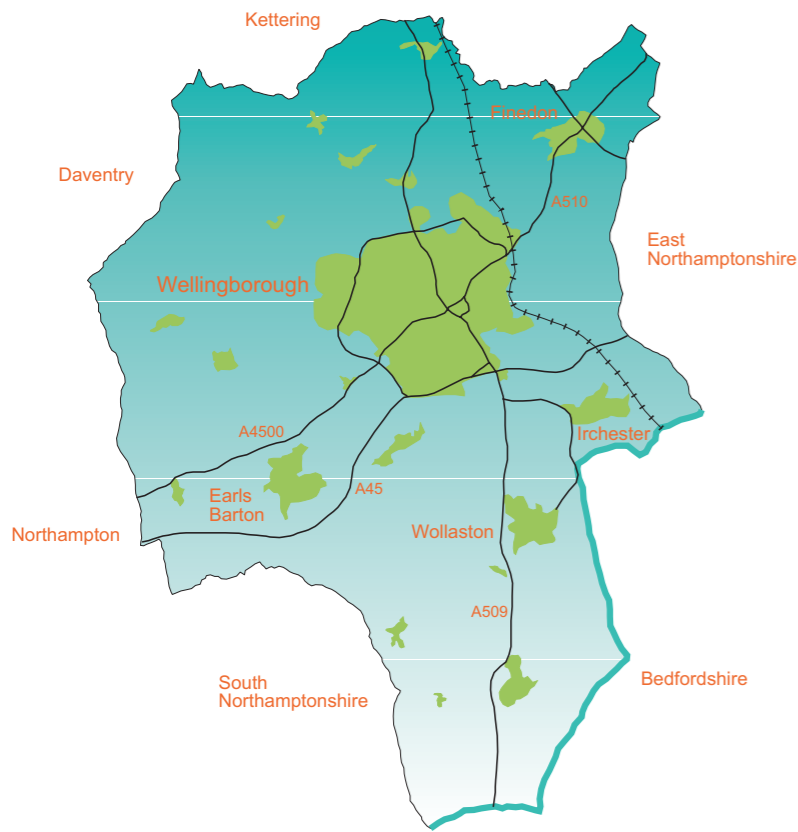 Kettering
Finedon
Daventry
A510
East
Northamptonshire
Wellingborough
A4500
Irchester
A45
Earls
Barton
Northampton
Wollaston
A509
South
Northamptonshire
Bedfordshire